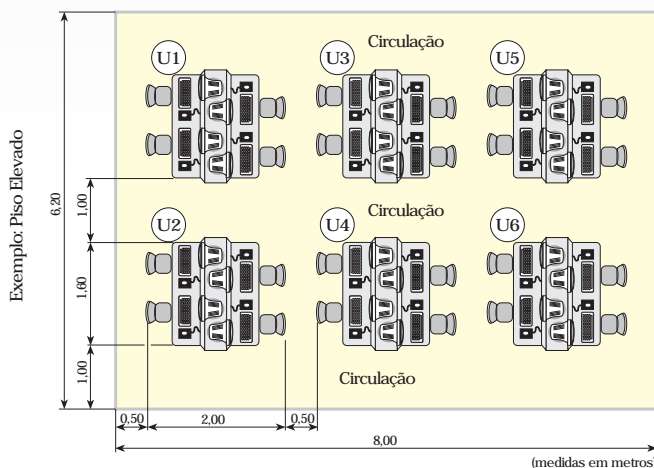 Exemplo: Piso Elevado
Circulação
U1
U3
U5
6,20
1.00
Circulação
U2
U4
U6
1.60
1,00
Circulação
0,50
2,00
0,50
8,00
(medidas em metros)